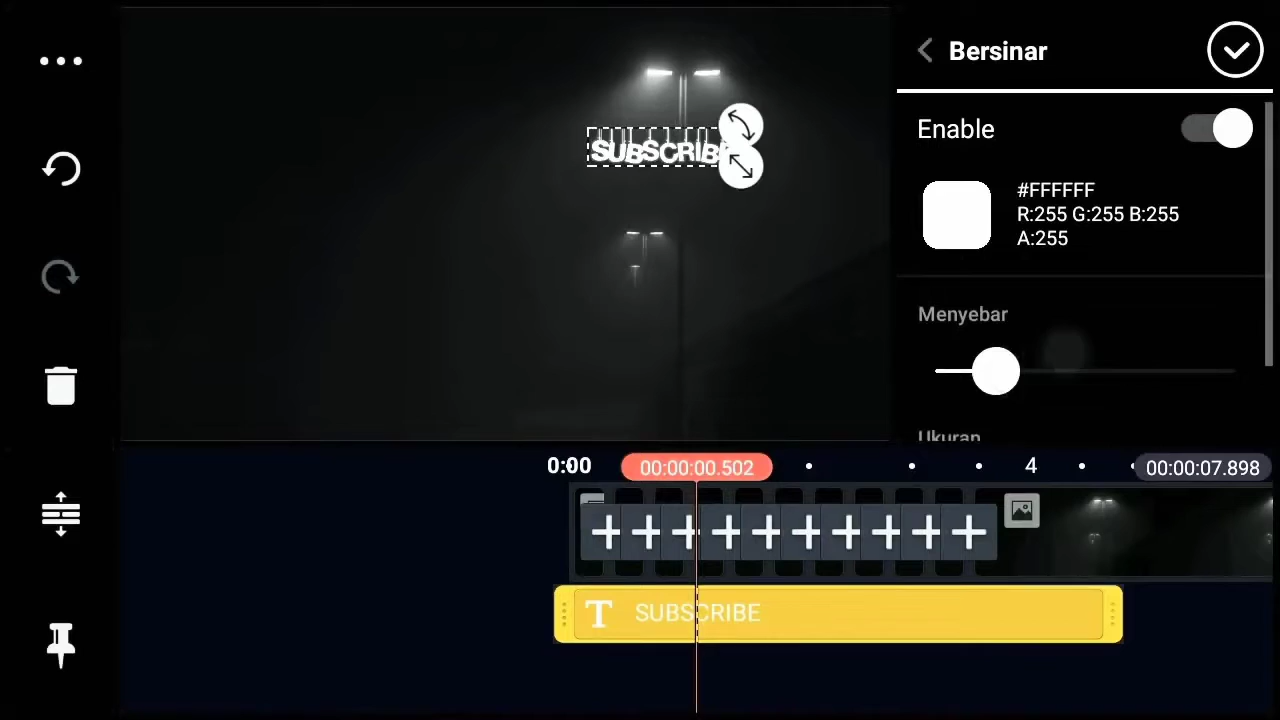 Bersinar
Enable
#FFFFFF
R:255 G:255 B:255
A:255
Menyebar
Ukuran
SUBSCRIBE
0:00
00:00:00.502
4
00:00:07.898
T SUBSCRIBE